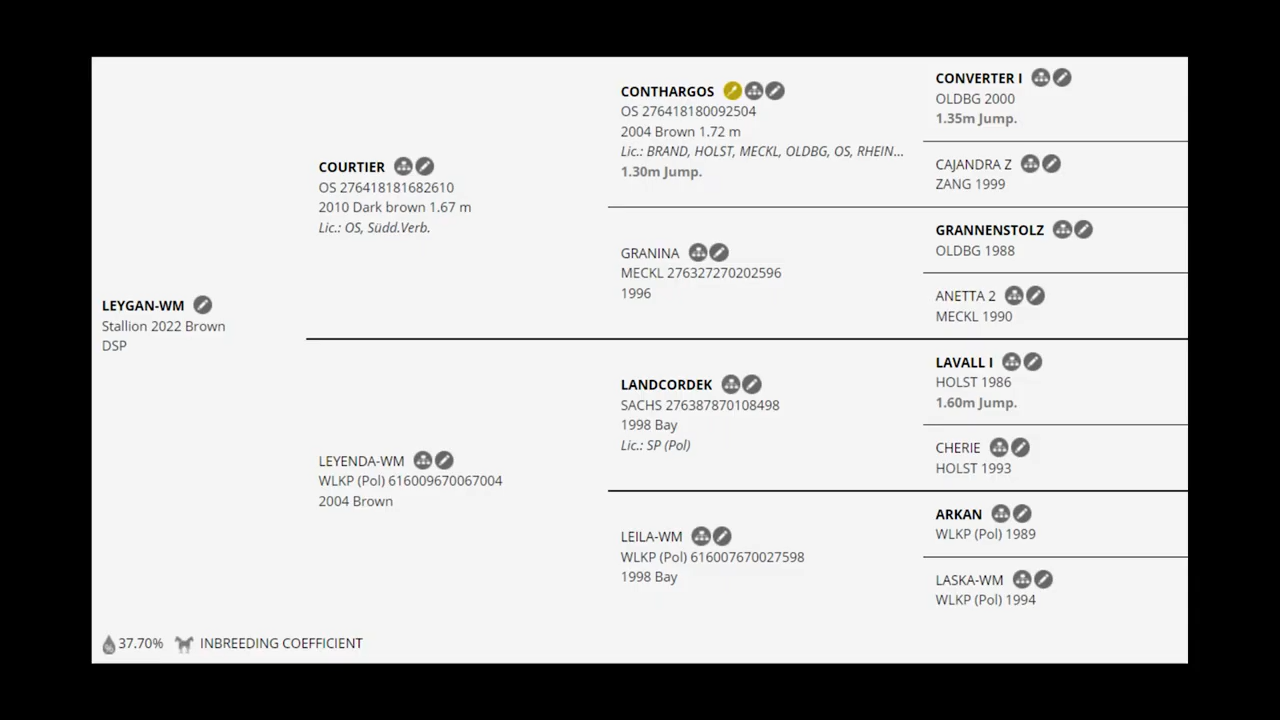 LEYGAN-WM
Stallion 2022 Brown
DSP
COURTIER
OS 276418181682610
2010 Dark brown 1.67 m
Lic.: OS, Südd.Verb.
LEYENDA-WM
WLKP (Pol) 616009670067004
2004 Brown
CONTHARGOS
OS 276418180092504
2004 Brown 1.72 m
Lic.: BRAND, HOLST, MECKL, OLDBG, OS, RHEIN...
1.30m Jump.
GRANINA
MECKL 276327270202596
1996
LANDCORDEK
SACHS 276387870108498
1998 Bay
Lic.: SP (Pol)
LEILA-WM
WLKP (Pol) 616007670027598
1998 Bay
CONVERTER I
OLDBG 2000
1.35m Jump.
CAJANDRA Z
ZANG 1999
GRANNENSTOLZ
OLDBG 1988
ANETTA 2
MECKL 1990
LAVALL I
HOLST 1986
1.60m Jump.
CHERIE
HOLST 1993
ARKAN
WLKP (Pol) 1989
LASKA-WM
WLKP (Pol) 1994
37.70% INBREEDING COEFFICIENT